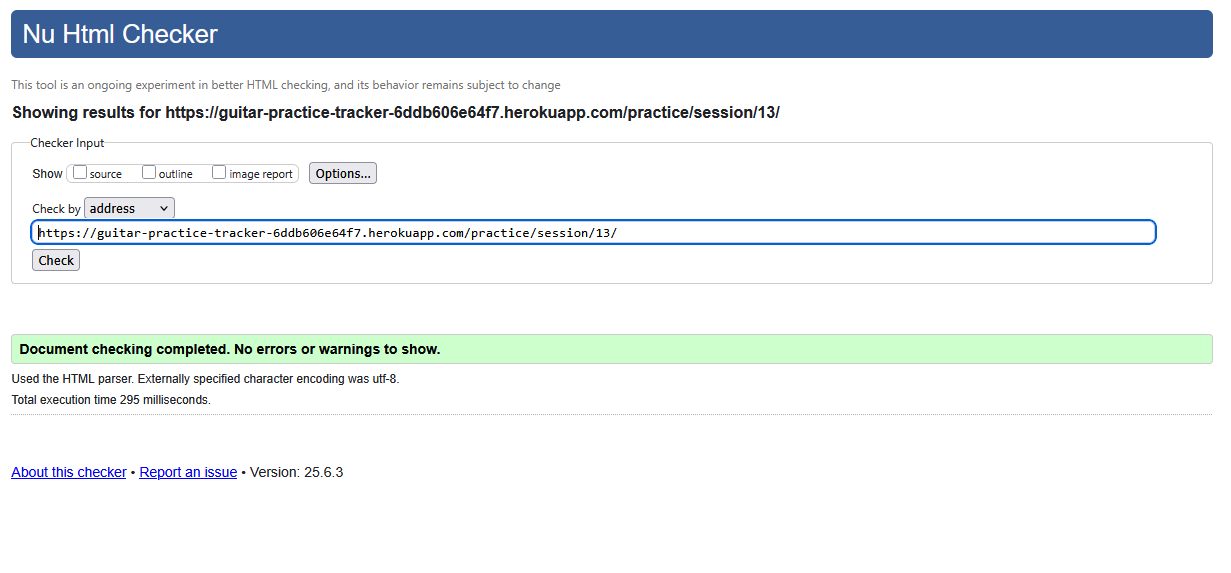 Nu Html Checker
This tool is an ongoing experiment in better HTML checking, and its behavior remains subject to change
Showing results for https://guitar-practice-tracker-6ddb606e64f7.herokuapp.com/practice/session/13/
Checker Input
Show source outline image report Options...
Check by address
https://guitar-practice-tracker-6ddb606e64f7.herokuapp.com/practice/session/13/
Check
Document checking completed. No errors or warnings to show.
Used the HTML parser. Externally specified character encoding was utf-8.
Total execution time 295 milliseconds.
About this checker • Report an issue • Version: 25.6.3